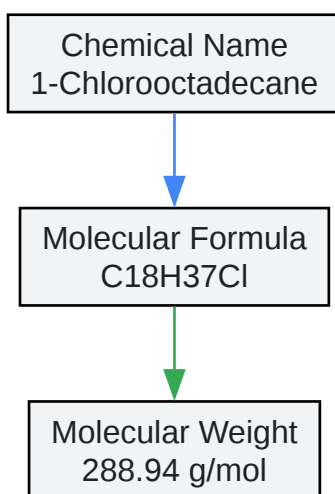 Chemical Name
1-Chlorooctadecane
Molecular Formula
C18H37Cl
Molecular Weight
288.94 g/mol